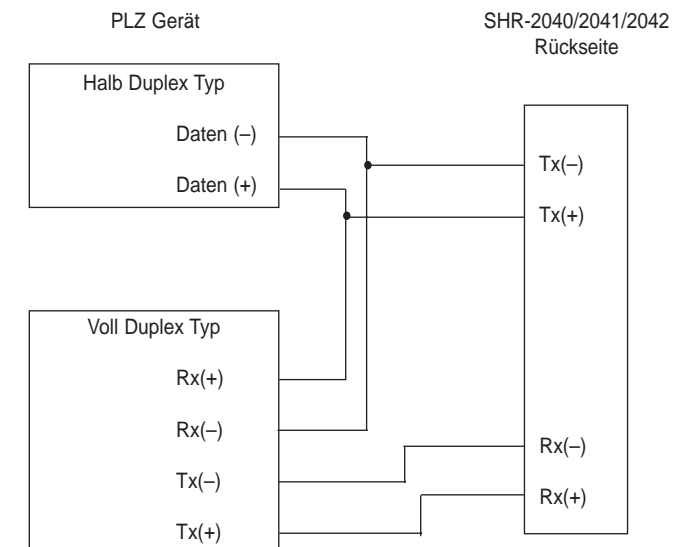 PLZ Gerät
SHR-2040/2041/2042
Rückseite
Halb Duplex Typ
Daten (–)
Daten (+)
Voll Duplex Typ
Rx(+)
Rx(–)
Tx(–)
Tx(+)
Tx(–)
Tx(+)
Rx(–)
Rx(+)